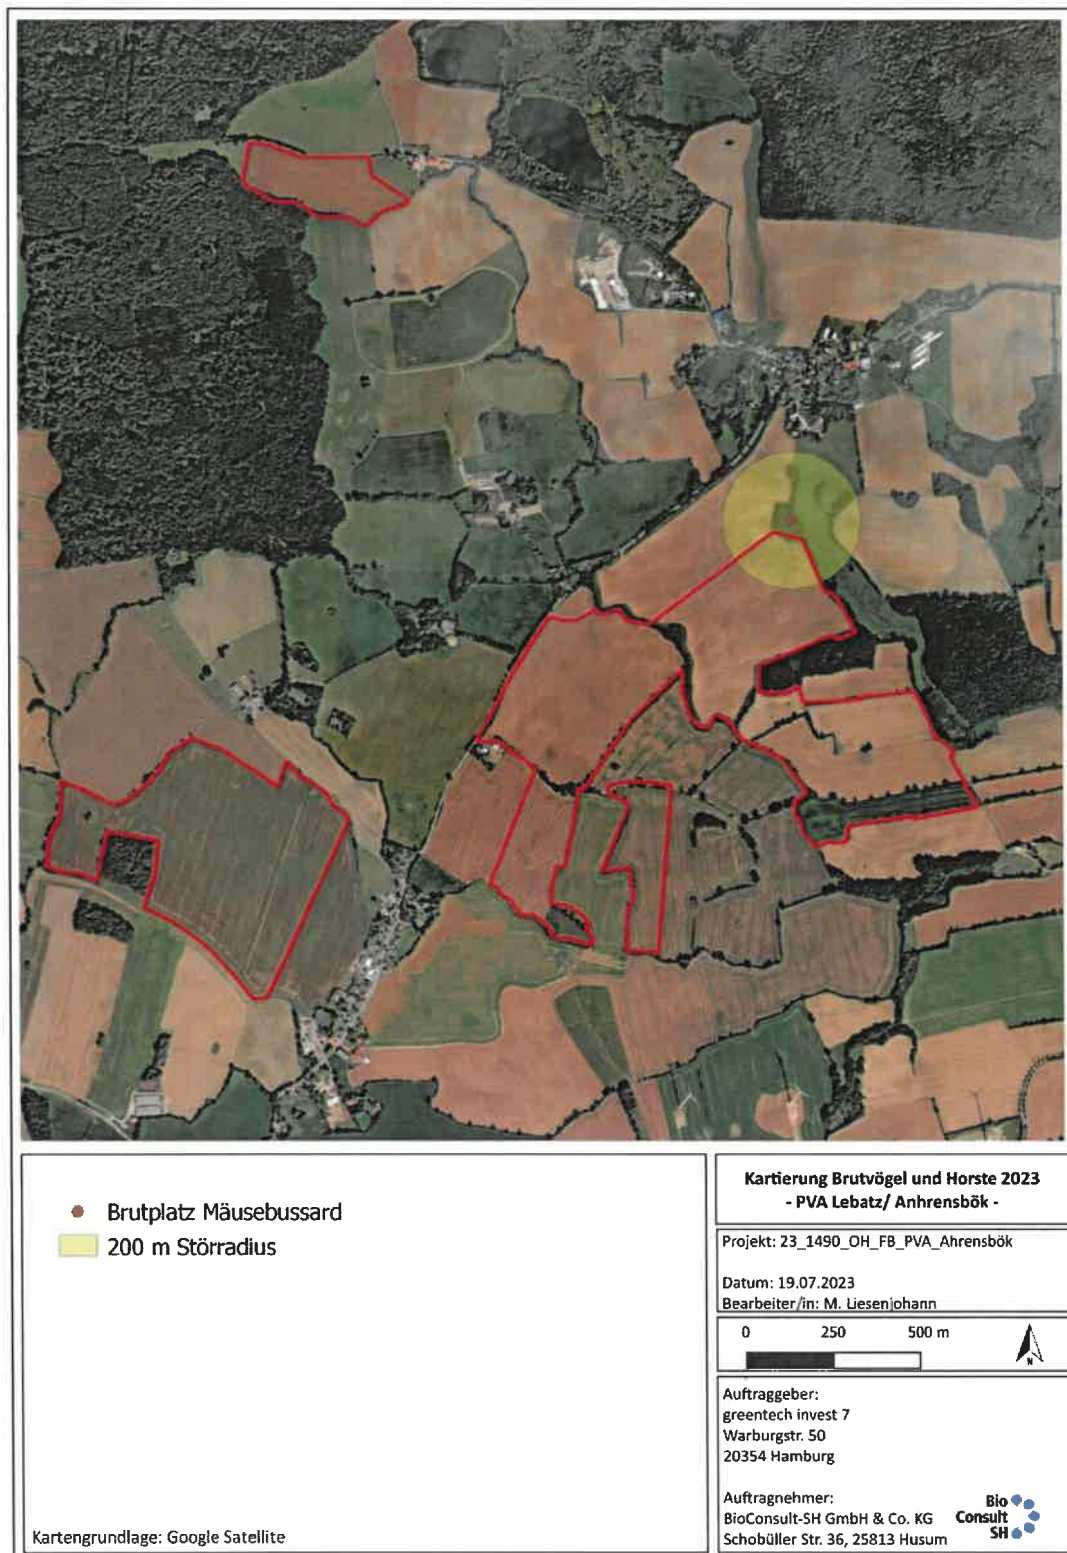 Brutplatz Mäusebussard
200 m Störradius
Kartengrundlage: Google Satellite
Kartierung Brutvögel und Horste 2023
- PVA Lebatz/ Anhrensbök -
Projekt: 23_1490_OH_FB_PVA_Ahrensbök
Datum: 19.07.2023
Bearbeiter/in: M. Liesenjohann
0 250 500 m
N
Auftraggeber:
greentech invest 7
Warburgstr. 50
20354 Hamburg
Auftragnehmer:
BioConsult-SH GmbH & Co. KG
Schobüller Str. 36, 25813 Husum
Bio
Consult
SH